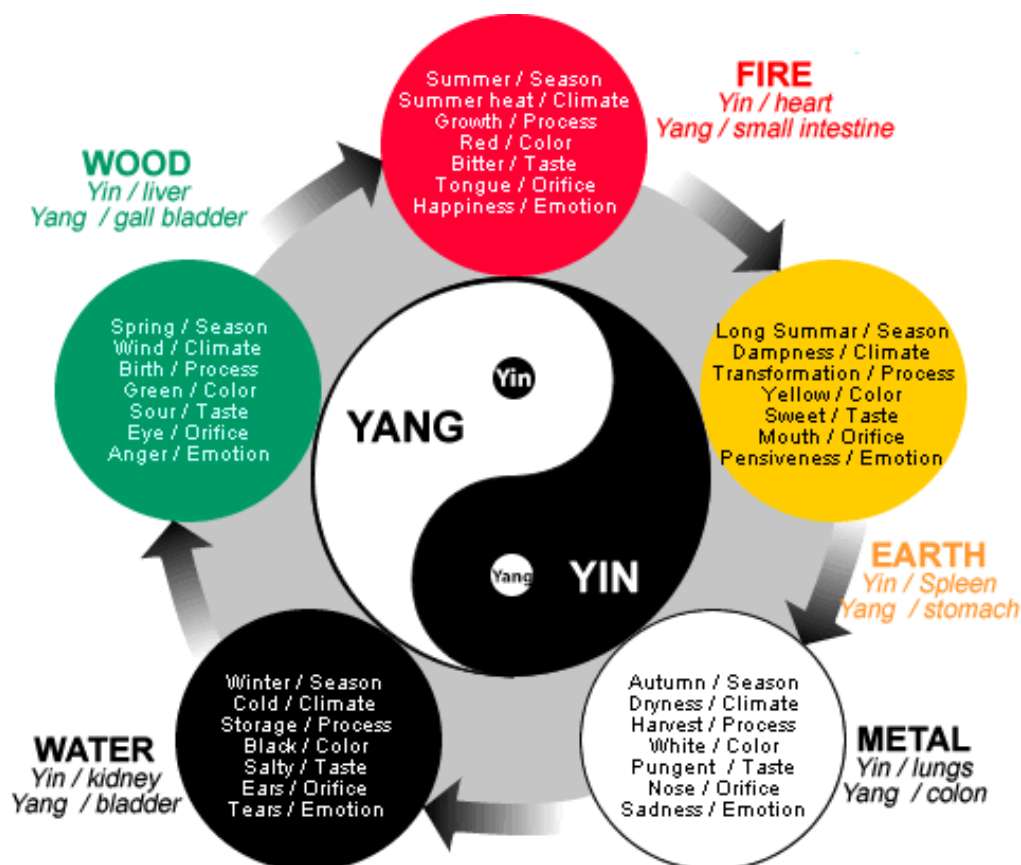 Summer / Season
Summer heat / Climate
Growth / Process
Red / Color
Bitter / Taste
Tongue / Orifice
Happiness / Emotion
FIRE
Yin / heart
Yang / small intestine
WOOD
Yin / liver
Yang / gall bladder
Spring / Season
Wind / Climate
Birth / Process
Green / Color
Sour / Taste
Eye / Orifice
Anger / Emotion
YANG
Yin
Long Summar / Season
Dampness / Climate
Transformation / Process
Yellow / Color
Sweet / Taste
Mouth / Orifice
Pensiveness / Emotion
Yang
YIN
EARTH
Yin / Spleen
Yang / stomach
WATER
Yin / kidney
Yang / bladder
Winter / Season
Cold / Climate
Storage / Process
Black / Color
Salty / Taste
Ears / Orifice
Tears / Emotion
Autumn / Season
Dryness / Climate
Harvest / Process
White / Color
Pungent / Taste
Nose / Orifice
Sadness / Emotion
METAL
Yin / lungs
Yang / colon